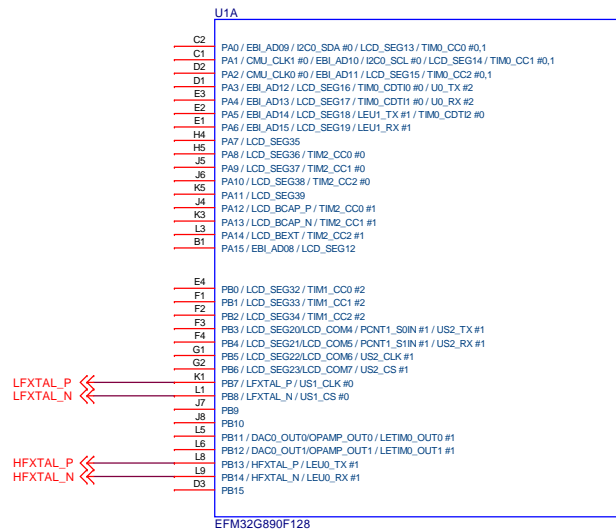 U1A
C2 PA0 / EBI_AD09 / I2C0_SDA #0 / LCD_SEG13 / TIM0_CC0 #0,1
C1 PA1 / CMU_CLK1 #0 / EBI_AD10 / I2C0_SCL #0 / LCD_SEG14 / TIM0_CC1 #0,1
D2 PA2 / CMU_CLK0 #0 / EBI_AD11 / LCD_SEG15 / TIM0_CC2 #0,1
D1 PA3 / EBI_AD12 / LCD_SEG16 / TIM0_CDTI0 #0 / U0_TX #2
E3 PA4 / EBI_AD13 / LCD_SEG17 / TIM0_CDTI1 #0 / U0_RX #2
E2 PA5 / EBI_AD14 / LCD_SEG18 / LEU1_TX #1 / TIM0_CDTI2 #0
E1 PA6 / EBI_AD15 / LCD_SEG19 / LEU1_RX #1
H4 PA7 / LCD_SEG35
H5 PA8 / LCD_SEG36 / TIM2_CC0 #0
J5 PA9 / LCD_SEG37 / TIM2_CC1 #0
J6 PA10 / LCD_SEG38 / TIM2_CC2 #0
K5 PA11 / LCD_SEG39
J4 PA12 / LCD_BCAP_P / TIM2_CC0 #1
K3 PA13 / LCD_BCAP_N / TIM2_CC1 #1
L3 PA14 / LCD_BEXT / TIM2_CC2 #1
B1 PA15 / EBI_AD08 / LCD_SEG12
E4 PB0 / LCD_SEG32 / TIM1_CC0 #2
F1 PB1 / LCD_SEG33 / TIM1_CC1 #2
F2 PB2 / LCD_SEG34 / TIM1_CC2 #2
F3 PB3 / LCD_SEG20/LCD_COM4 / PCNT1_S0IN #1 / US2_TX #1
F4 PB4 / LCD_SEG21/LCD_COM5 / PCNT1_S1IN #1 / US2_RX #1
G1 PB5 / LCD_SEG22/LCD_COM6 / US2_CLK #1
G2 PB6 / LCD_SEG23/LCD_COM7 / US2_CS #1
LFXTAL_P K1 PB7 / LFXTAL_P / US1_CLK #0
LFXTAL_N L1 PB8 / LFXTAL_N / US1_CS #0
J7 PB9
J8 PB10
L5 PB11 / DAC0_OUT0/OPAMP_OUT0 / LETIM0_OUT0 #1
L6 PB12 / DAC0_OUT1/OPAMP_OUT1 / LETIM0_OUT1 #1
HFXTAL_P L8 PB13 / HFXTAL_P / LEU0_TX #1
HFXTAL_N L9 PB14 / HFXTAL_N / LEU0_RX #1
D3 PB15
EFM32G890F128